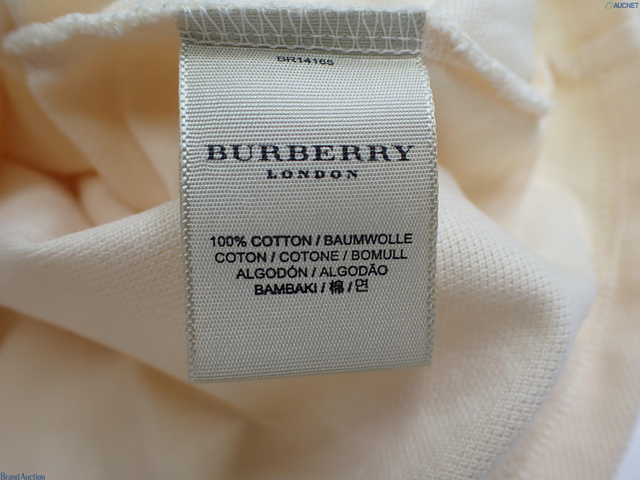 AUCNET
BR14165
BURBERRY
LONDON
100% COTTON / BAUMWOLLE
COTON / COTONE / BOMULL
ALGODÓN / ALGODÃO
BAMBAKI / 棉 / 면
BrandAuction